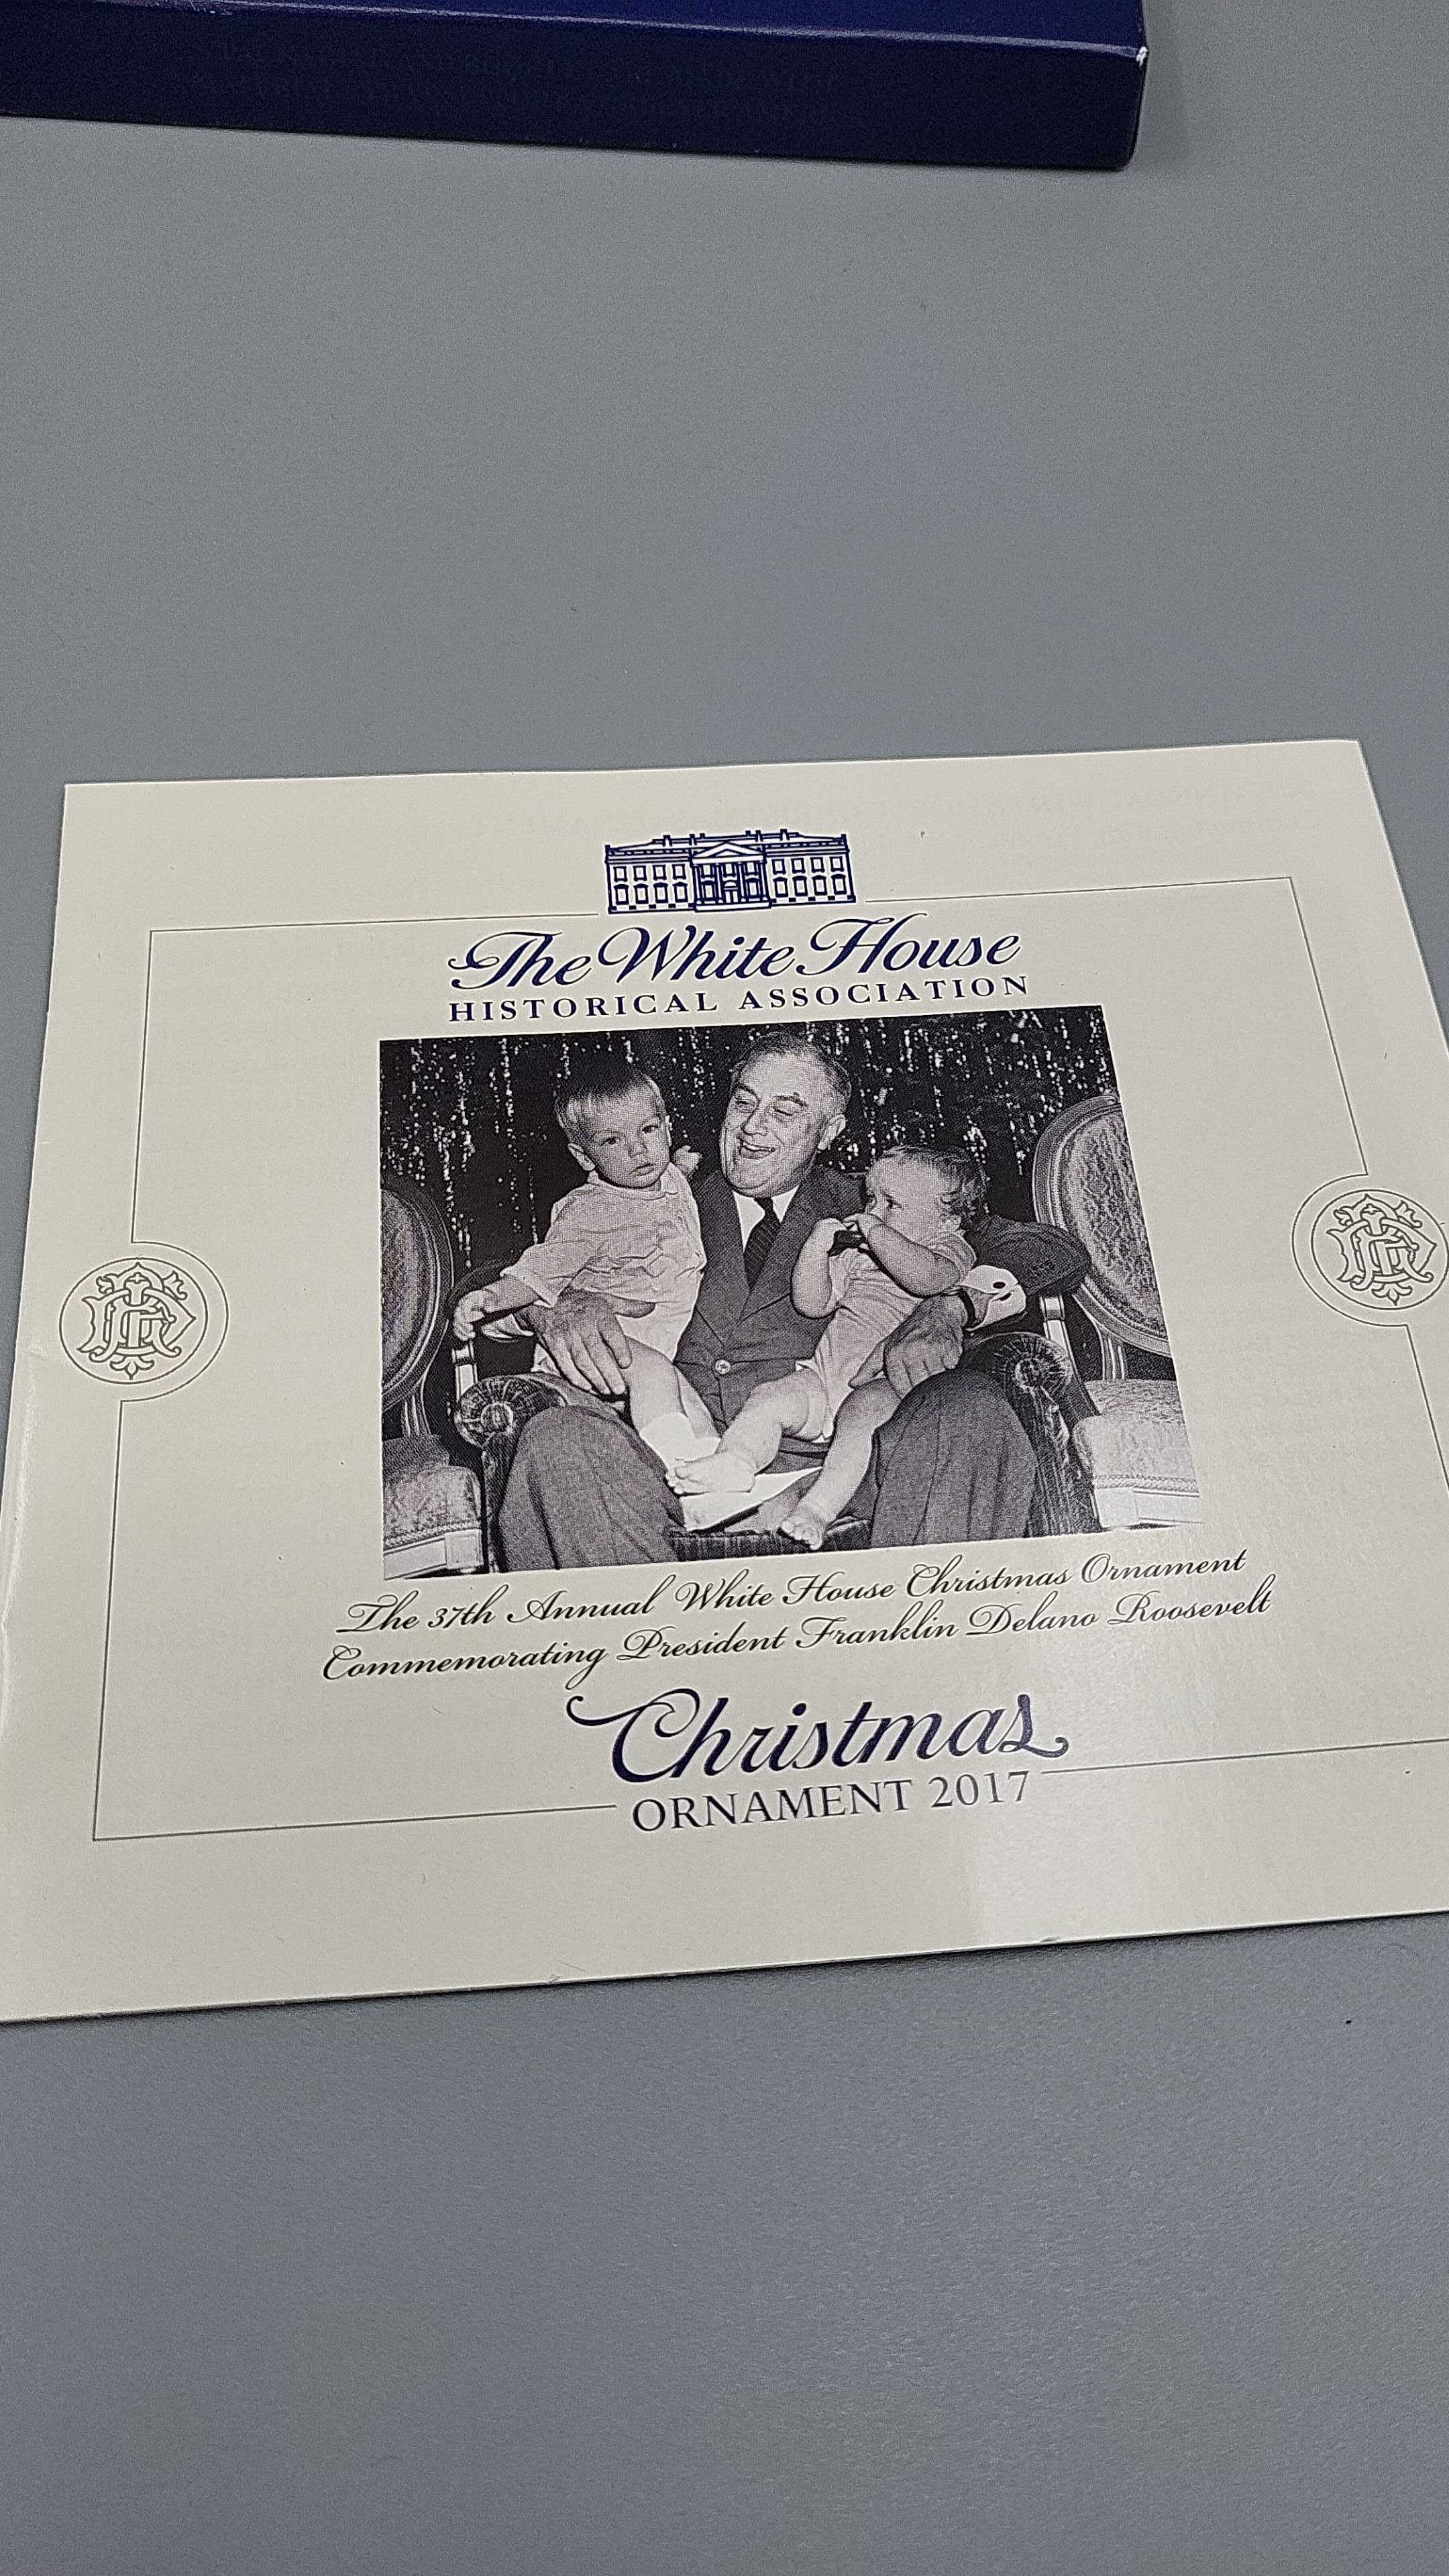 The White House
HISTORICAL ASSOCIATION
The 37th Annual White House Christmas Ornament
Commemorating President Franklin Delano Roosevelt
Christmas
ORNAMENT 2017